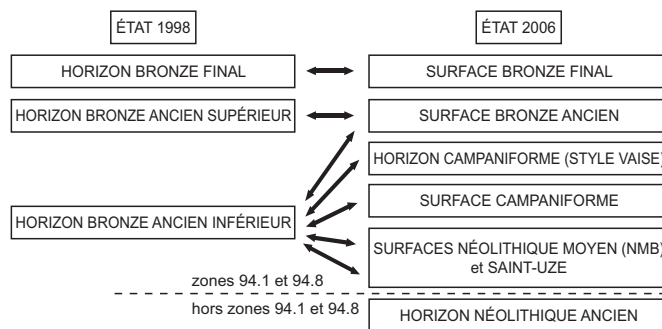 ÉTAT 1998
ÉTAT 2006
HORIZON BRONZE FINAL
SURFACE BRONZE FINAL
HORIZON BRONZE ANCIEN SUPÉRIEUR
SURFACE BRONZE ANCIEN
HORIZON CAMPANIFORME (STYLE VAISE)
SURFACE CAMPANIFORME
HORIZON BRONZE ANCIEN INFÉRIEUR
SURFACES NÉOLITHIQUE MOYEN (NMB)
et SAINT-UZE
zones 94.1 et 94.8
hors zones 94.1 et 94.8
HORIZON NÉOLITHIQUE ANCIEN